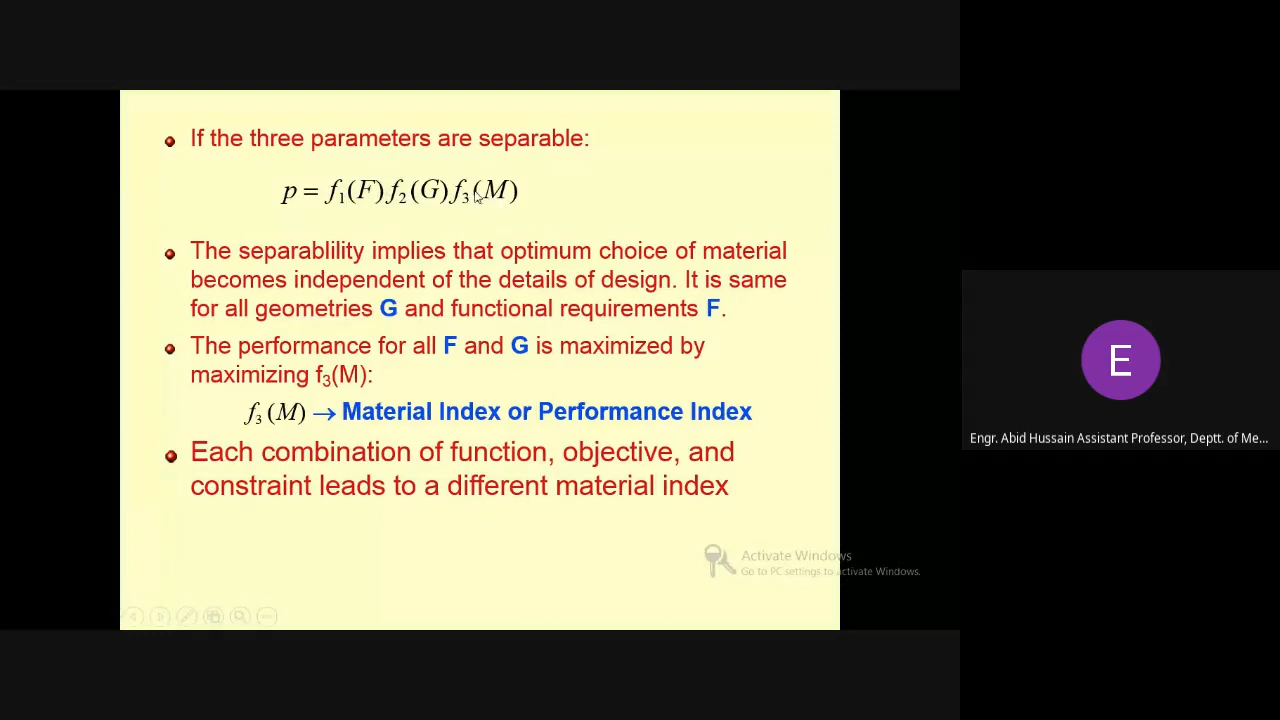 If the three parameters are separable:
p = f₁(F) f₂(G) f₃(M)
The separablility implies that optimum choice of material
becomes independent of the details of design. It is same
for all geometries G and functional requirements F.
The performance for all F and G is maximized by
maximizing f₃(M):
f₃(M) → Material Index or Performance Index
Each combination of function, objective, and
constraint leads to a different material index
Activate Windows
Go to PC settings to activate Windows.
E
Engr. Abid Hussain Assistant Professor, Deptt. of Me...